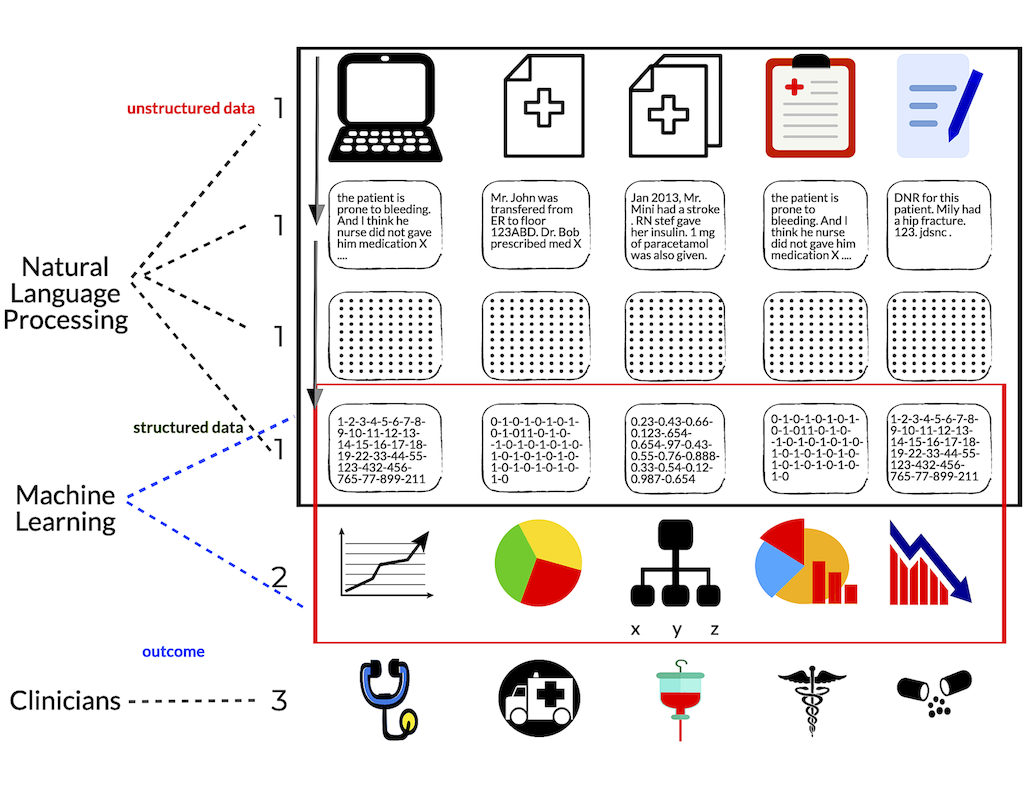 unstructured data
1
the patient is
prone to bleeding.
And I think he
nurse did not gave
him medication X
....
Mr. John was
transfered from
ER to floor
123ABD. Dr. Bob
prescribed med X
Jan 2013, Mr.
Mini had a stroke
. RN stef gave
her insulin. 1 mg
of paracetamol
was also given.
the patient is
prone to
bleeding. And I
think he nurse
did not gave him
medication X ....
DNR for this
patient. Mily had
a hip fracture.
123. jdsnc .
1
Natural
Language
Processing
1
structured data
1
1-2-3-4-5-6-7-8-
9-10-11-12-13-
14-15-16-17-18-
19-22-33-44-55-
123-432-456-
765-77-899-211
0-1-0-1-0-1-0-1-
0-1-011-0-1-0-
-1-0-1-0-1-0-1-0-
1-0-1-0-1-0-1-0-
1-0-1-0-1-0-1-0-
1-0
0.23-0.43-0.66-
0.123-.654-
0.654-.97-0.43-
0.55-0.76-0.888-
0.33-0.54-0.12-
0.987-0.654
0-1-0-1-0-1-0-1-
0-1-011-0-1-0-
-1-0-1-0-1-0-1-0-
1-0-1-0-1-0-1-0-
1-0-1-0-1-0-1-0-
1-0
1-2-3-4-5-6-7-8-
9-10-11-12-13-
14-15-16-17-18-
19-22-33-44-55-
123-432-456-
765-77-899-211
Machine
Learning
2
x y z
outcome
Clinicians
3